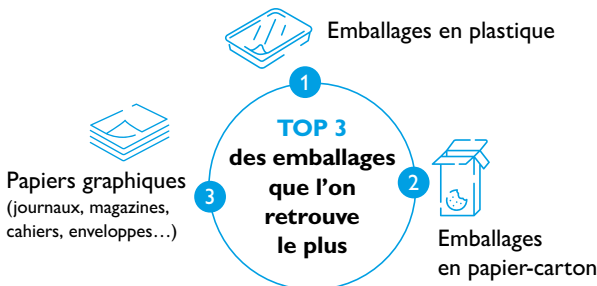 Emballages en plastique
1
TOP 3
des emballages
que l'on
retrouve
le plus
2
Emballages
en papier-carton
3
Papiers graphiques
(journaux, magazines,
cahiers, enveloppes…)